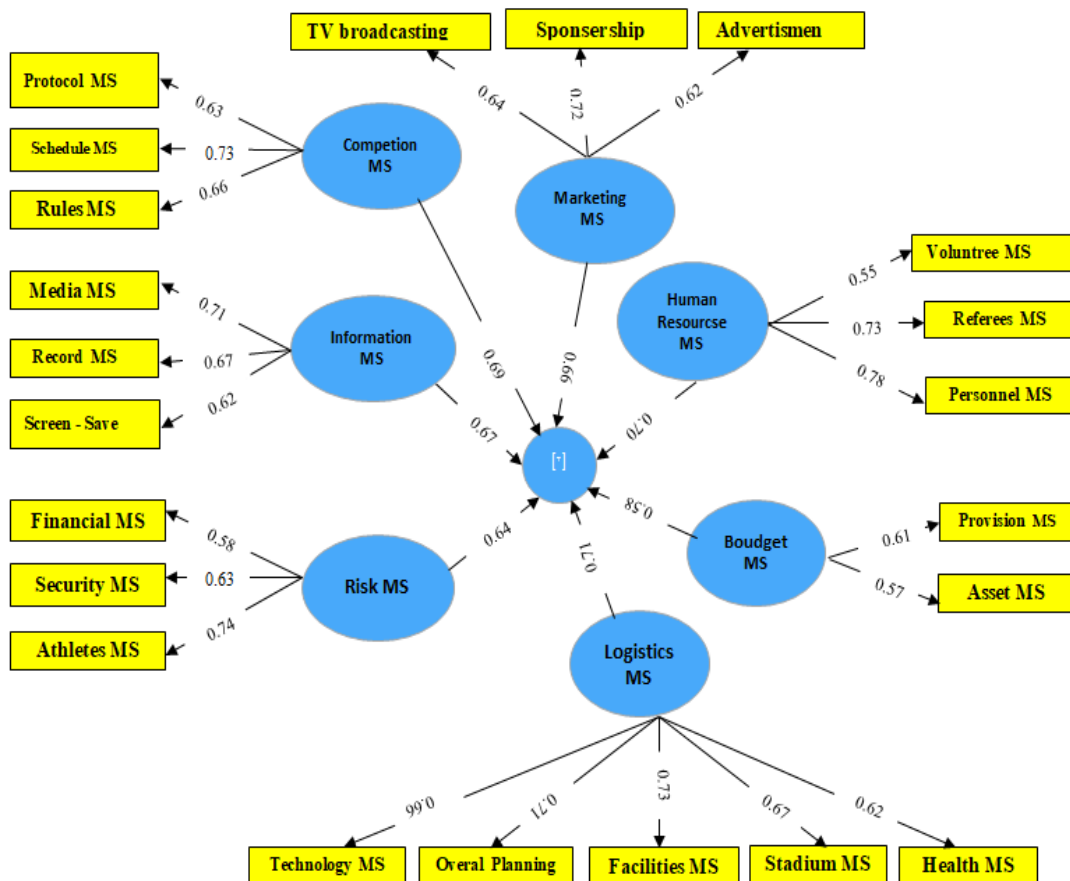 TV broadcasting
Sponsership
Advertismen
0.64
0.72
0.62
Protocol MS
Schedule MS
Rules MS
0.63
0.73
0.66
Competion
MS
Marketing
MS
Media MS
Record MS
Screen - Save
0.71
0.67
0.62
Information
MS
Human
Resourcse
MS
0.55
0.73
0.78
Voluntree MS
Referees MS
Personnel MS
0.69
0.66
0.70
0.67
Financial MS
Security MS
Athletes MS
0.58
0.63
0.74
Risk MS
0.64
0.58
0.71
Boudget
MS
0.61
0.57
Provision MS
Asset MS
Logistics
MS
0.66
0.71
0.73
0.67
0.62
Technology MS
Overal Planning
Facilities MS
Stadium MS
Health MS